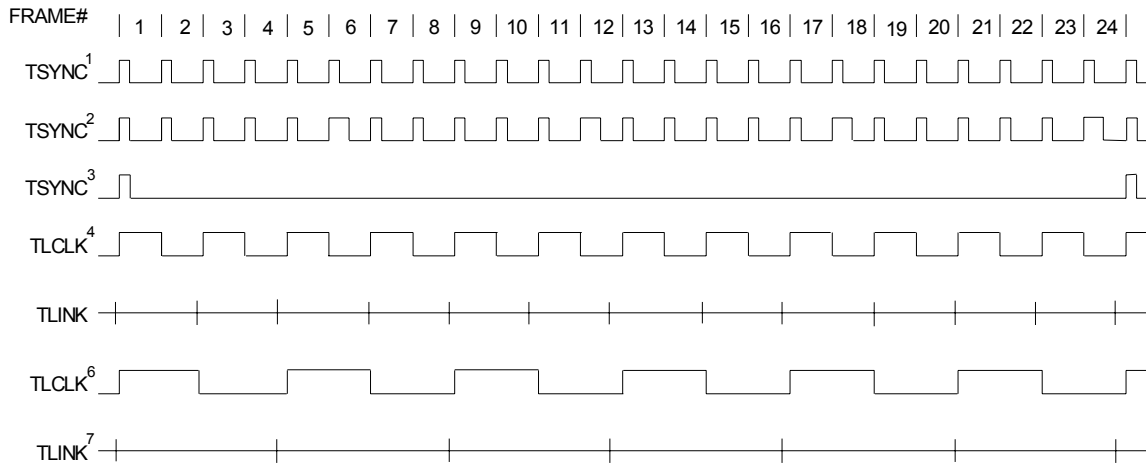 FRAME# 1 2 3 4 5 6 7 8 9 10 11 12 13 14 15 16 17 18 19 20 21 22 23 24
TSYNC¹
TSYNC²
TSYNC³
TLCLK⁴
TLINK
TLCLK⁶
TLINK⁷